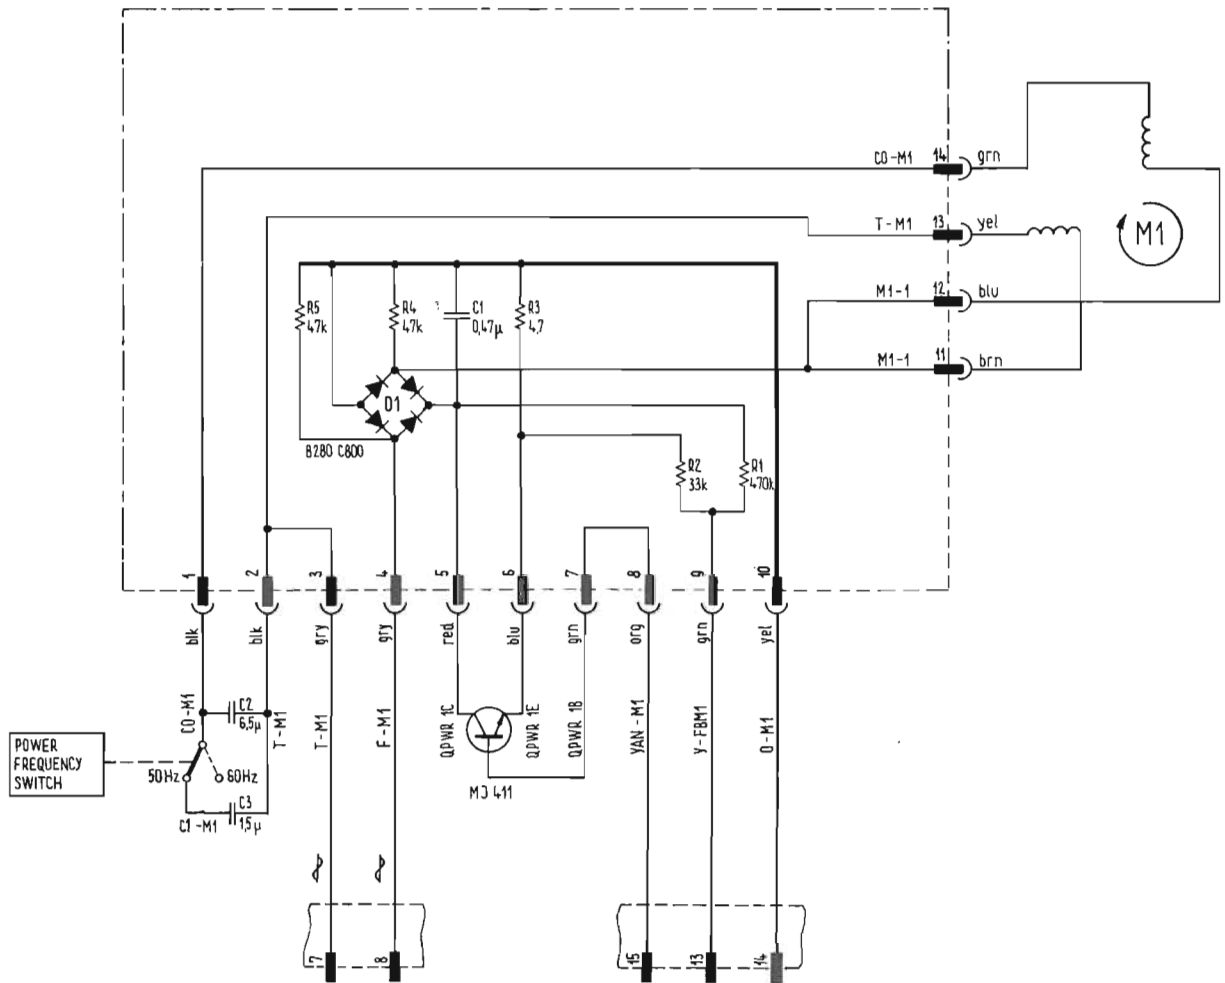 CO-M1 14 grn
T-M1 13 yel
M1
M1-1 12 blu
R5
47k
R4
47k
C1
0,47µ
R3
4,7
M1-1 11 brn
D1
B280 C800
R2
33k
R1
470k
1 2 3 4 5 6 7 8 9 10
blk blk gry gry red blu grn org grn yel
CO-M1
C2
6,5µ
T-M1
T-M1
F-M1
QPWR 1C
QPWR 1E
QPWR 1B
YAN-M1
Y-FBM1
0-M1
POWER
FREQUENCY
SWITCH
50Hz 60Hz
MJ 411
C3
1,5µ
C1-M1
7 8 15 13 14